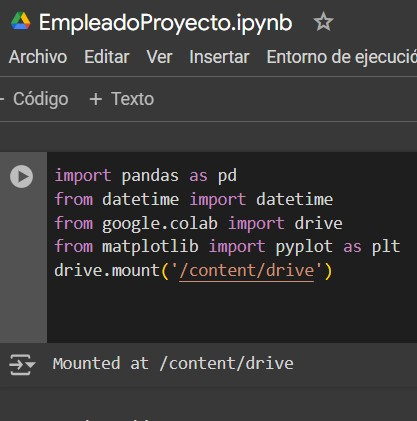 EmpleadoProyecto.ipynb
Archivo Editar Ver Insertar Entorno de ejecució
+ Código + Texto
import pandas as pd
from datetime import datetime
from google.colab import drive
from matplotlib import pyplot as plt
drive.mount('/content/drive')
Mounted at /content/drive